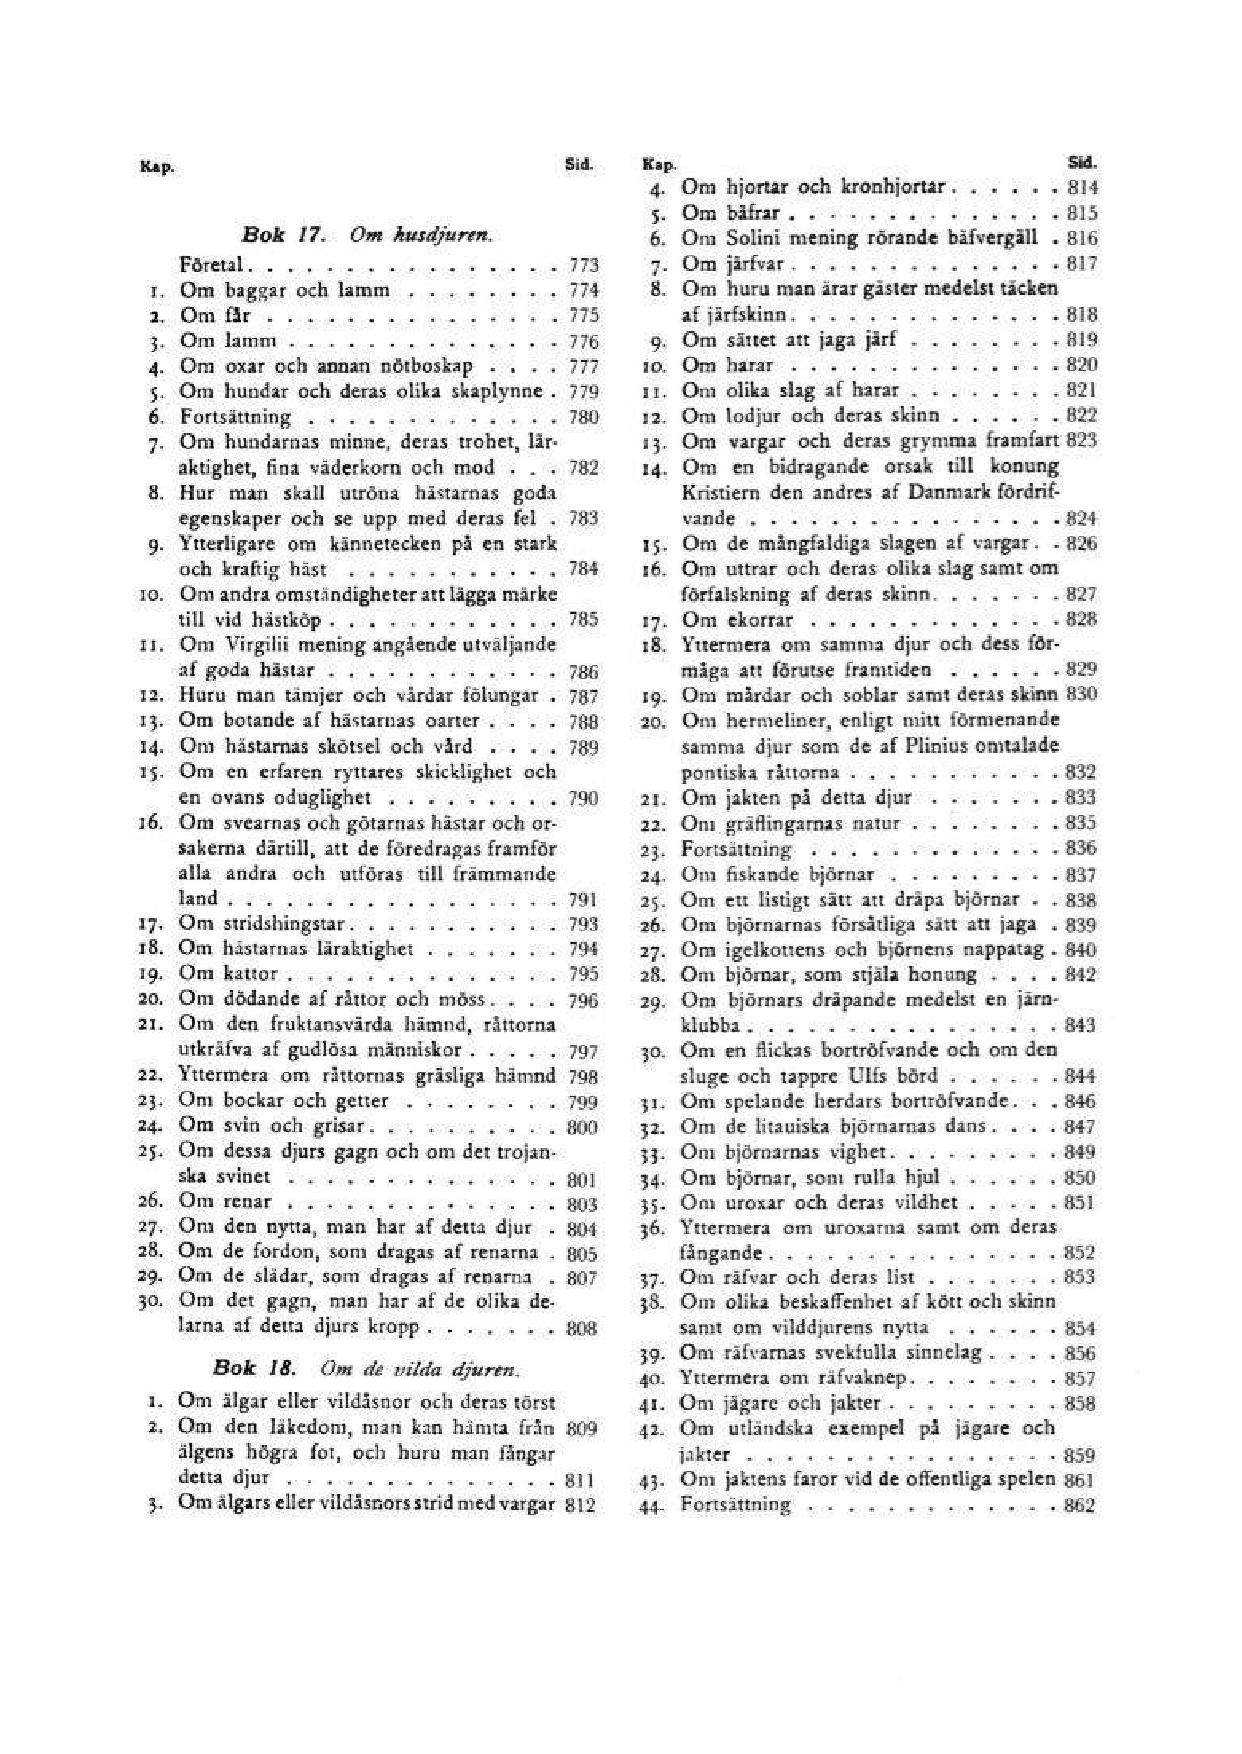 Kap. Sid.
Bok 17. Om husdjuren.
Företal. . . . . . . . . . . . . . . . 773
1. Om baggar och lamm . . . . . . . . 774
2. Om får . . . . . . . . . . . . . . . 775
3. Om lamm . . . . . . . . . . . . . . 776
4. Om oxar och annan nötboskap . . . . 777
5. Om hundar och deras olika skaplynne . 779
6. Fortsättning . . . . . . . . . . . . . 780
7. Om hundarnas minne, deras trohet, lär-
aktighet, fina väderkorn och mod . . . 782
8. Hur man skall utröna hästarnas goda
egenskaper och se upp med deras fel . 783
9. Ytterligare om kännetecken på en stark
och kraftig häst . . . . . . . . . . . 784
10. Om andra omständigheter att lägga märke
till vid hästköp . . . . . . . . . . . . 785
11. Om Virgilii mening angående utväljande
af goda hästar . . . . . . . . . . . . 786
12. Huru man tämjer och vårdar fölungar . 787
13. Om botande af hästarnas oarter . . . . 788
14. Om hästarnas skötsel och vård . . . . 789
15. Om en erfaren ryttares skicklighet och
en ovans oduglighet . . . . . . . . . 790
16. Om svearnas och götarnas hästar och or-
sakerna därtill, att de föredragas framför
alla andra och utföras till främmande
land . . . . . . . . . . . . . . . . . 791
17. Om stridshingstar. . . . . . . . . . . 793
18. Om hästarnas läraktighet . . . . . . . 794
19. Om kattor . . . . . . . . . . . . . . 795
20. Om dödande af råttor och möss. . . . 796
21. Om den fruktansvärda hämnd, råttorna
utkräfva af gudlösa människor . . . . . 797
22. Yttermera om råttornas gräsliga hämnd 798
23. Om bockar och getter . . . . . . . . 799
24. Om svin och grisar. . . . . . . . . . 800
25. Om dessa djurs gagn och om det trojan-
ska svinet . . . . . . . . . . . . . . 801
26. Om renar . . . . . . . . . . . . . . 803
27. Om den nytta, man har af detta djur . 804
28. Om de fordon, som dragas af renarna . 805
29. Om de slädar, som dragas af renarna . 807
30. Om det gagn, man har af de olika de-
larna af detta djurs kropp . . . . . . . 808
Bok 18. Om de vilda djuren.
1. Om älgar eller vildåsnor och deras törst
2. Om den läkedom, man kan hämta från 809
älgens högra fot, och huru man fångar
detta djur . . . . . . . . . . . . . . 811
3. Om älgars eller vildåsnors strid med vargar 812
Kap. Sid.
4. Om hjortar och kronhjortar . . . . . . 814
5. Om bäfrar . . . . . . . . . . . . . . 815
6. Om Solini mening rörande bäfvergäll . 816
7. Om järfvar . . . . . . . . . . . . . . 817
8. Om huru man ärar gäster medelst täcken
af järfskinn. . . . . . . . . . . . . . 818
9. Om sättet att jaga järf . . . . . . . . 819
10. Om harar . . . . . . . . . . . . . . 820
11. Om olika slag af harar . . . . . . . . 821
12. Om lodjur och deras skinn . . . . . . 822
13. Om vargar och deras grymma framfart 823
14. Om en bidragande orsak till konung
Kristiern den andres af Danmark fördrif-
vande . . . . . . . . . . . . . . . . 824
15. Om de mångfaldiga slagen af vargar. . 826
16. Om uttrar och deras olika slag samt om
förfalskning af deras skinn. . . . . . . 827
17. Om ekorrar . . . . . . . . . . . . . 828
18. Yttermera om samma djur och dess för-
måga att förutse framtiden . . . . . . 829
19. Om mårdar och soblar samt deras skinn 830
20. Om hermeliner, enligt mitt förmenande
samma djur som de af Plinius omtalade
pontiska råttorna . . . . . . . . . . . 832
21. Om jakten på detta djur . . . . . . . 833
22. Om gräflingarnas natur . . . . . . . . 835
23. Fortsättning . . . . . . . . . . . . . 836
24. Om fiskande björnar . . . . . . . . . 837
25. Om ett listigt sätt att dräpa björnar . . 838
26. Om björnarnas försåtliga sätt att jaga . 839
27. Om igelkottens och björnens nappatag . 840
28. Om björnar, som stjäla honung . . . . 842
29. Om björnars dräpande medelst en järn-
klubba . . . . . . . . . . . . . . . . 843
30. Om en flickas bortröfvande och om den
sluge och tappre Ulfs börd . . . . . . 844
31. Om spelande herdars bortröfvande. . . 846
32. Om de litauiska björnarnas dans . . . . 847
33. Om björnarnas vighet. . . . . . . . . 849
34. Om björnar, som rulla hjul . . . . . . 850
35. Om uroxar och deras vildhet . . . . . 851
36. Yttermera om uroxarna samt om deras
fångande . . . . . . . . . . . . . . . 852
37. Om räfvar och deras list . . . . . . . 853
38. Om olika beskaffenhet af kött och skinn
samt om vilddjurens nytta . . . . . . 854
39. Om räfvarnas svekfulla sinnelag . . . . 856
40. Yttermera om räfvaknep. . . . . . . . 857
41. Om jägare och jakter . . . . . . . . . 858
42. Om utländska exempel på jägare och
jakter . . . . . . . . . . . . . . . . 859
43. Om jaktens faror vid de offentliga spelen 861
44. Fortsättning . . . . . . . . . . . . . 862